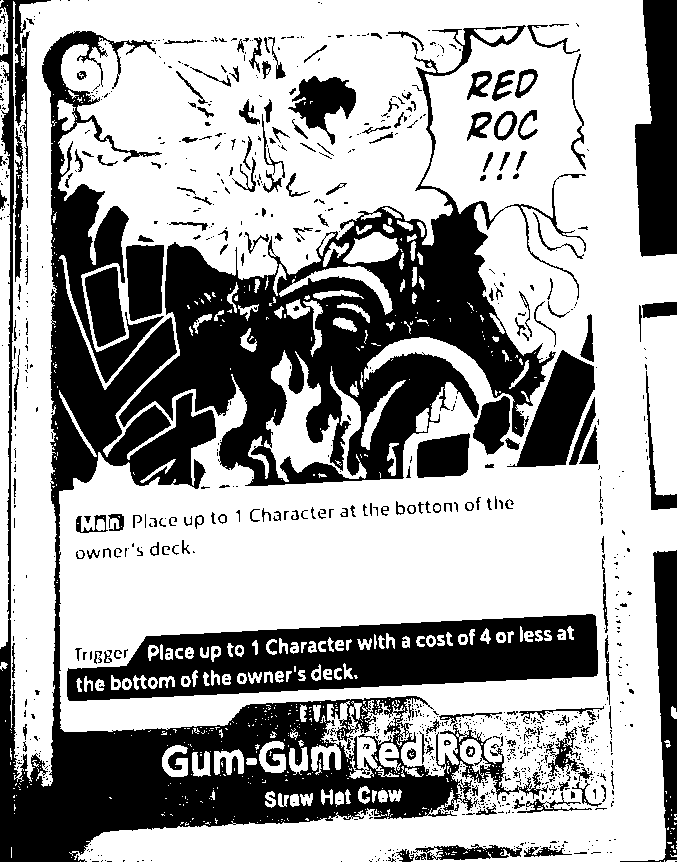 6
RED
ROC
!!!
Main Place up to 1 Character at the bottom of the
owner's deck.
Trigger Place up to 1 Character with a cost of 4 or less at
the bottom of the owner's deck.
EVENT
Gum-Gum Red Roc
Straw Hat Crew
1